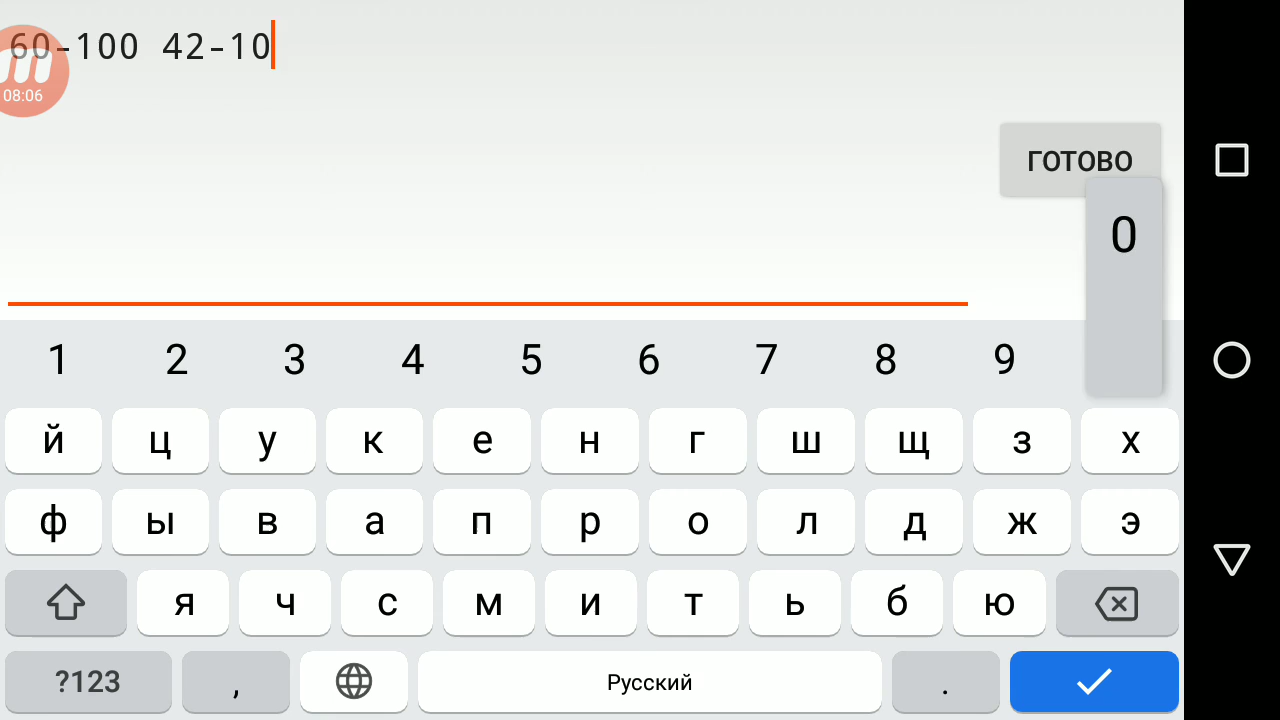 60-100 42-10
08:06
ГОТОВО
0
1 2 3 4 5 6 7 8 9
й ц у к е н г ш щ з х
ф ы в а п р о л д ж э
я ч с м и т ь б ю
?123 , Русский .